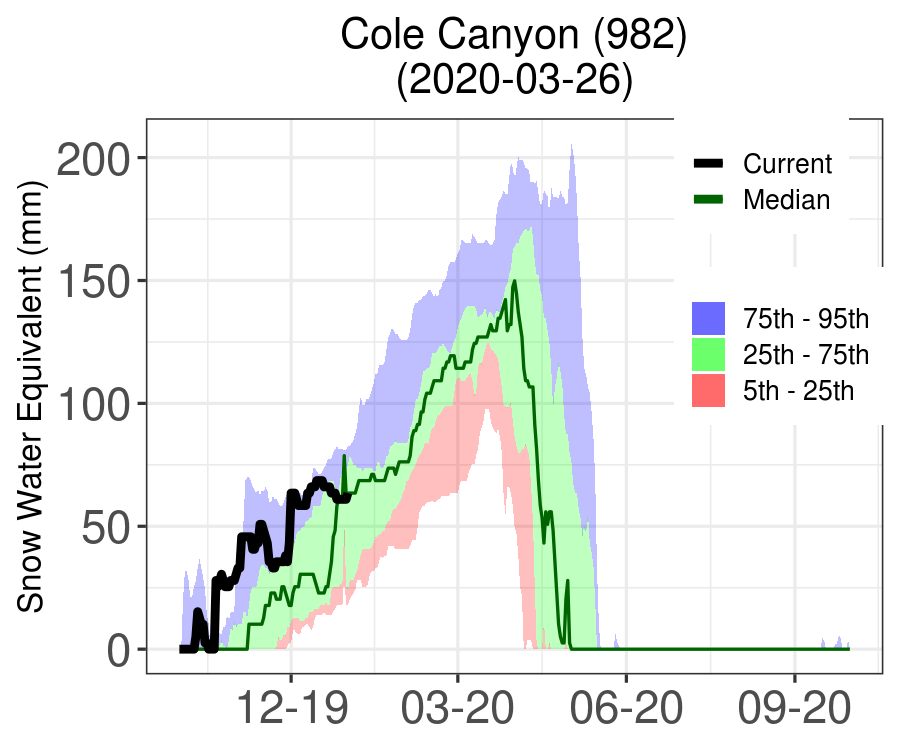 Cole Canyon (982)
(2020-03-26)
Snow Water Equivalent (mm)
200
150
100
50
0
12-19
03-20
06-20
09-20
Current
Median
75th - 95th
25th - 75th
5th - 25th